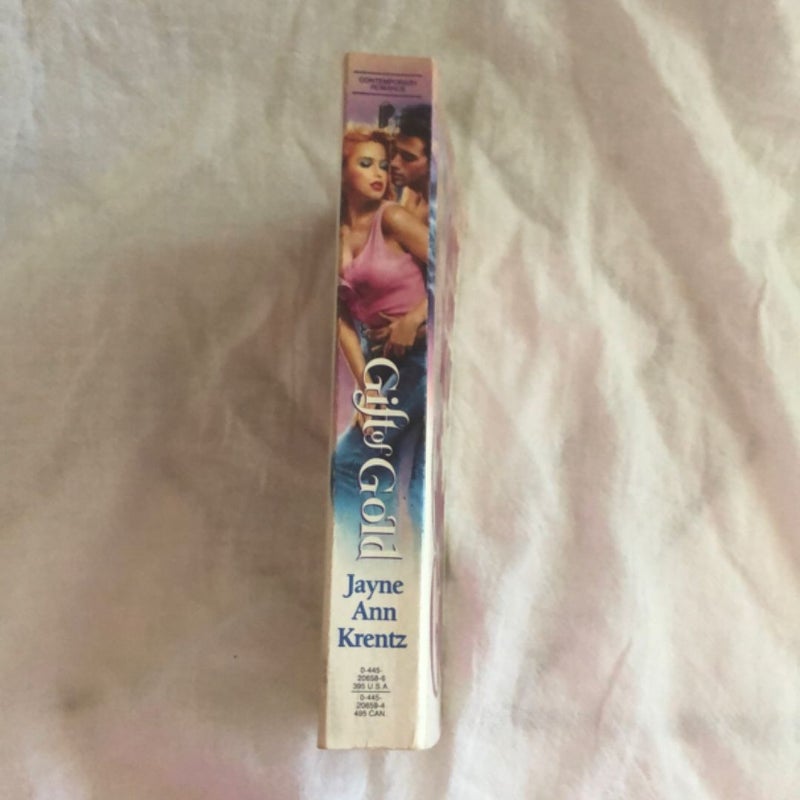 CONTEMPORARY
ROMANCE
Gift of Gold
Jayne
Ann
Krentz
0-445-
20658-6
395 U.S.A.
0-445-
20659-4
495 CAN.